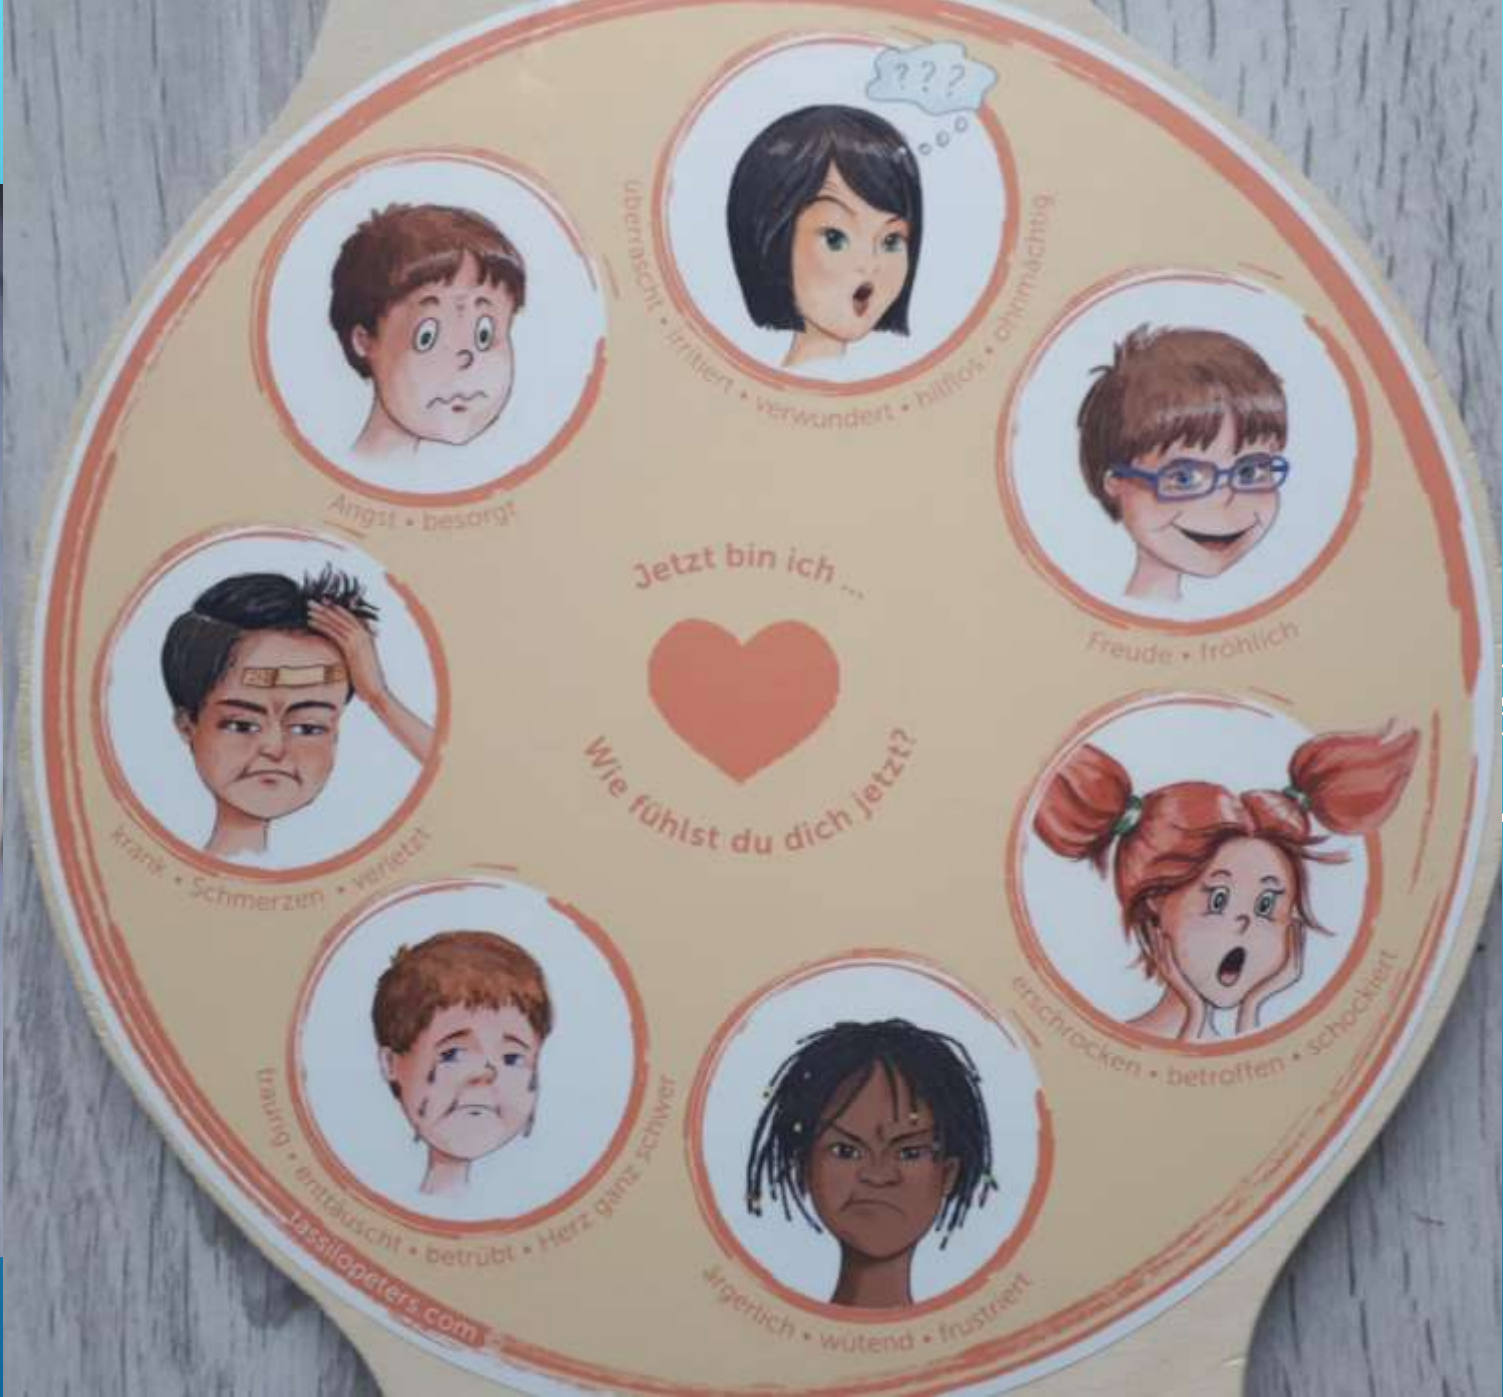 ???
überrascht • irritiert • verwundert • hilflos • ohnmächtig
Freude • fröhlich
erschrocken • betroffen • schockiert
ärgerlich • wütend • frustriert
traurig • enttäuscht • betrübt • Herz ganz schwer
krank • Schmerzen • verletzt
Angst • besorgt
Jetzt bin ich ...
Wie fühlst du dich jetzt?
tassilopeters.com